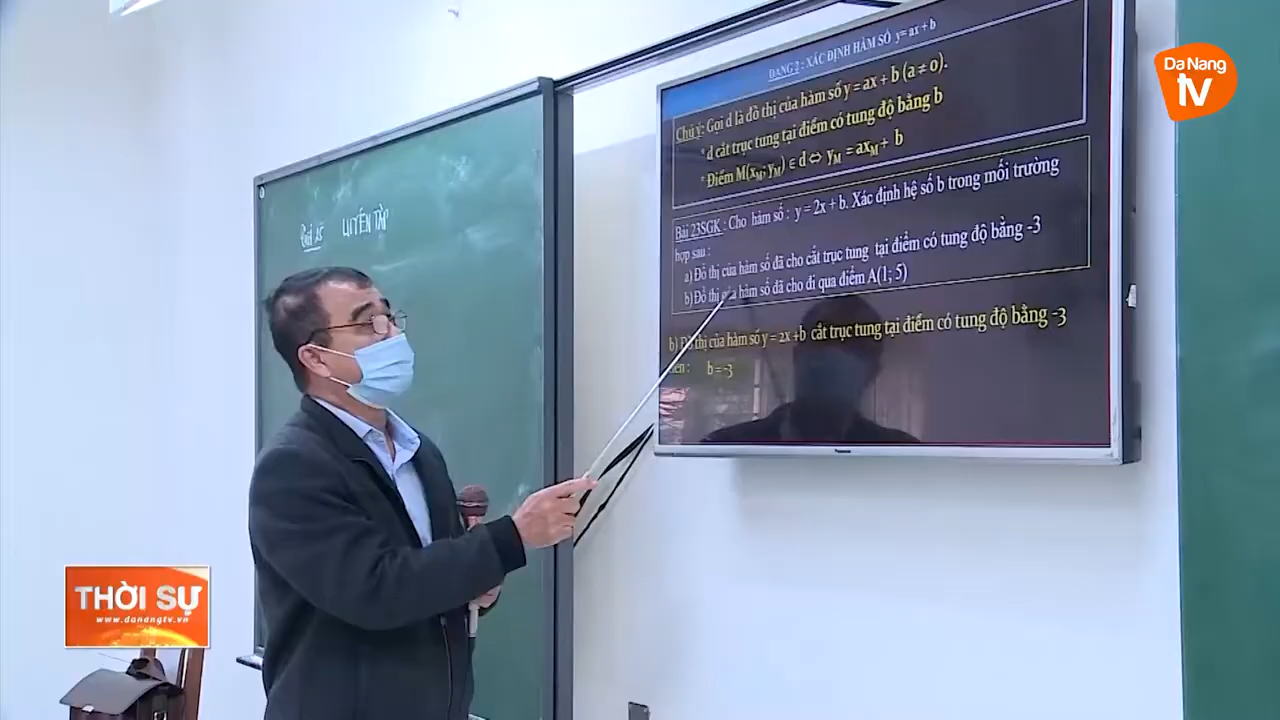 Da Nang
tv
DẠNG 2 : XÁC ĐỊNH HÀM SỐ y= ax + b
Chú ý: Gọi d là đồ thị của hàm số y = ax + b (a ≠ 0).
* d cắt trục tung tại điểm có tung độ bằng b
* Điểm M(xM; yM) ∈ d ⇔ yM = axM + b
Bài 23SGK : Cho hàm số : y = 2x + b. Xác định hệ số b trong mỗi trường
hợp sau :
a) Đồ thị của hàm số đã cho cắt trục tung tại điểm có tung độ bằng -3
b) Đồ thị của hàm số đã cho đi qua điểm A(1; 5)
b) Đồ thị của hàm số y = 2x +b cắt trục tung tại điểm có tung độ bằng -3
nên : b = -3
Panasonic
LUYỆN TẬP
THỜI SỰ
www.danangtv.vn